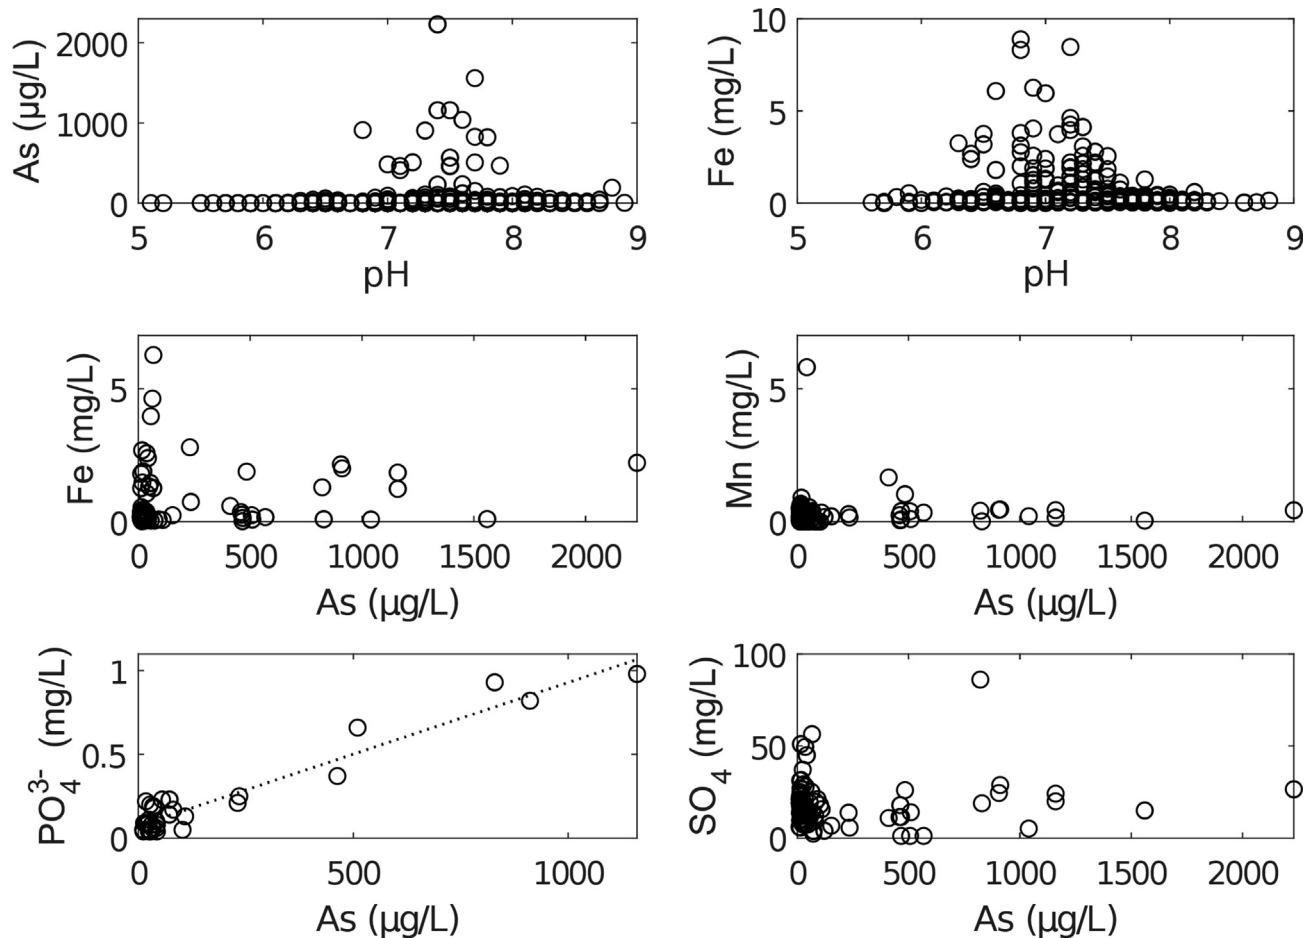 As (µg/L)
2000
1000
0
5 6 7 8 9
pH
Fe (mg/L)
10
5
0
5 6 7 8 9
pH
Fe (mg/L)
5
0
0 500 1000 1500 2000
As (µg/L)
Mn (mg/L)
5
0
0 500 1000 1500 2000
As (µg/L)
PO₄³⁻ (mg/L)
1
0.5
0
0 500 1000
As (µg/L)
SO₄ (mg/L)
100
50
0
0 500 1000 1500 2000
As (µg/L)